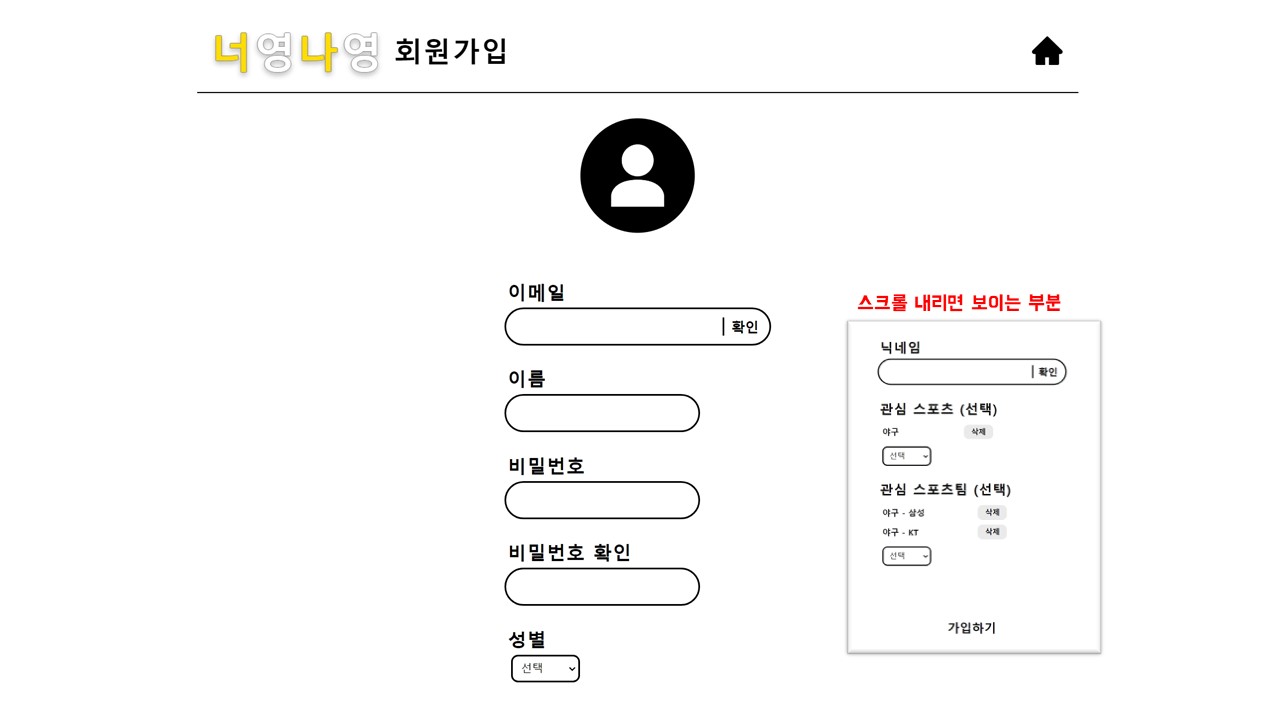 너영나영 회원가입
이메일
확인
이름
비밀번호
비밀번호 확인
성별
선택
스크롤 내리면 보이는 부분
닉네임
확인
관심 스포츠 (선택)
야구 삭제
선택
관심 스포츠팀 (선택)
야구 - 삼성 삭제
야구 - KT 삭제
선택
가입하기